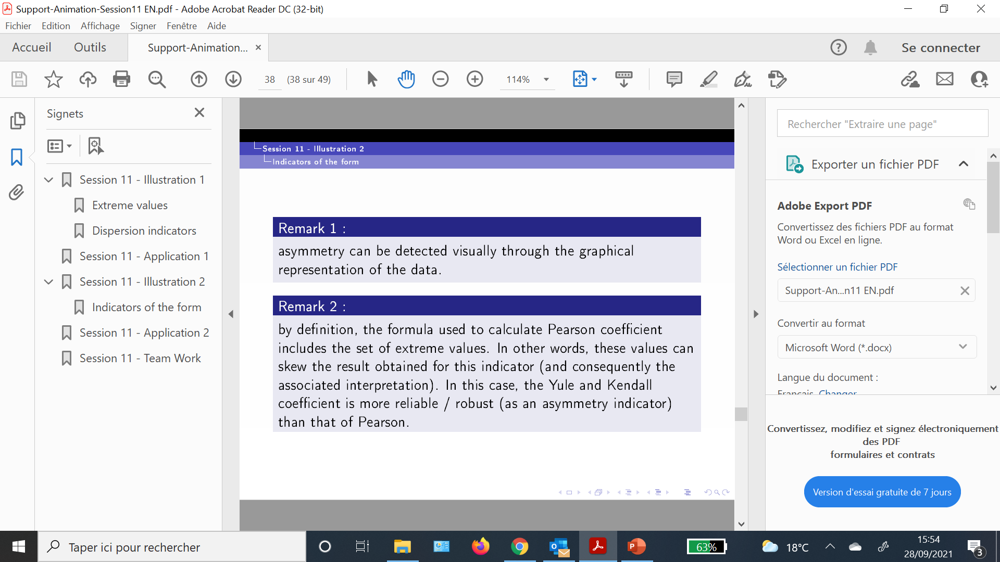 Support-Animation-Session11 EN.pdf - Adobe Acrobat Reader DC (32-bit)
Fichier Edition Affichage Signer Fenêtre Aide
Accueil Outils Support-Animation... × Se connecter
38 (38 sur 49) 114%
Signets
Session 11 - Illustration 1
Extreme values
Dispersion indicators
Session 11 - Application 1
Session 11 - Illustration 2
Indicators of the form
Session 11 - Application 2
Session 11 - Team Work
Session 11 - Illustration 2
Indicators of the form
Remark 1 :
asymmetry can be detected visually through the graphical
representation of the data.
Remark 2 :
by definition, the formula used to calculate Pearson coefficient
includes the set of extreme values. In other words, these values can
skew the result obtained for this indicator (and consequently the
associated interpretation). In this case, the Yule and Kendall
coefficient is more reliable / robust (as an asymmetry indicator)
than that of Pearson.
Rechercher "Extraire une page"
Exporter un fichier PDF
Adobe Export PDF
Convertissez des fichiers PDF au format
Word ou Excel en ligne.
Sélectionner un fichier PDF
Support-An...n11 EN.pdf
Convertir au format
Microsoft Word (*.docx)
Langue du document :
Français Changer
Convertissez, modifiez et signez électroniquement
des PDF
formulaires et contrats
Version d'essai gratuite de 7 jours
Taper ici pour rechercher
63%
18°C
15:54
28/09/2021
3